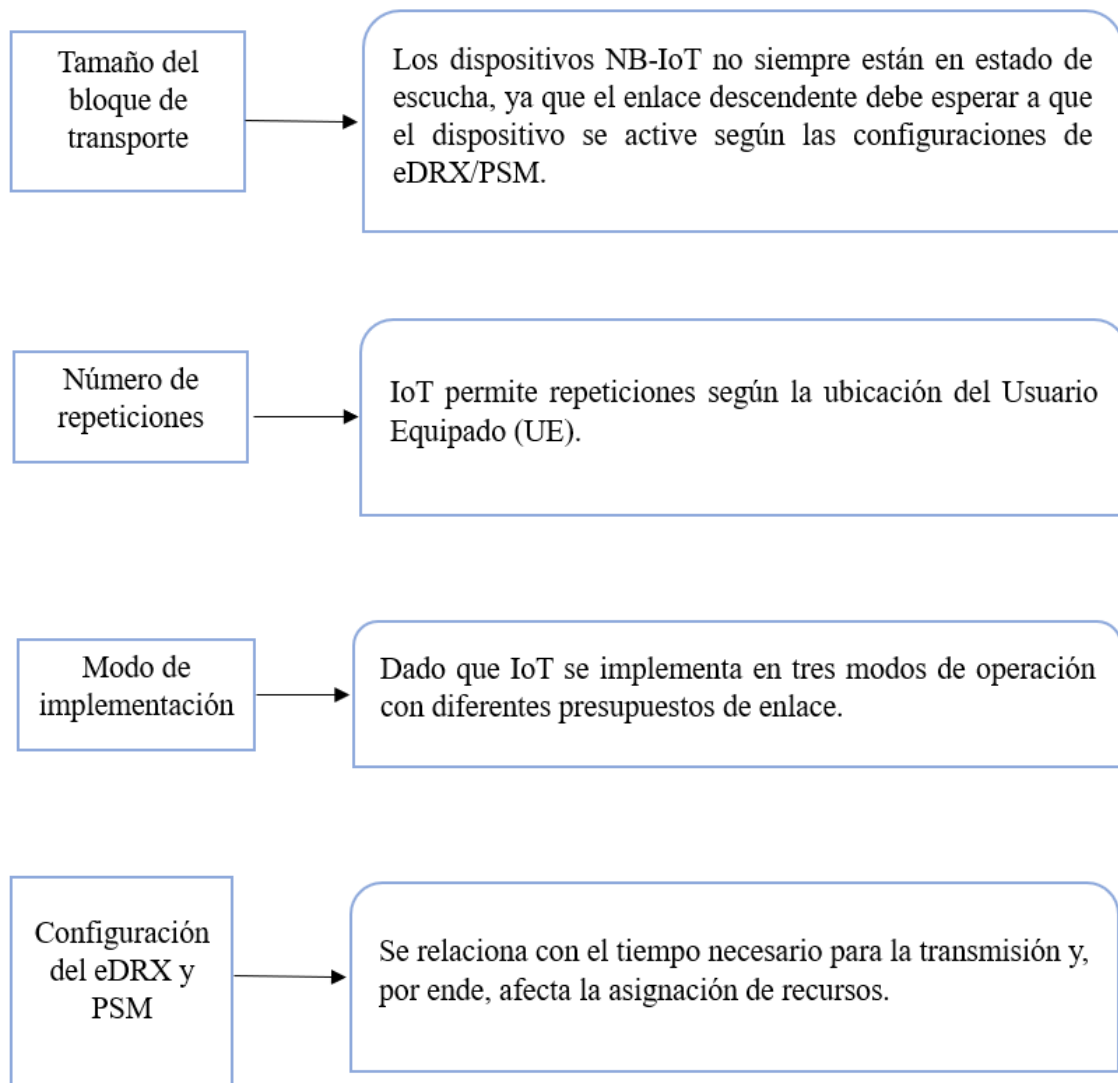 Tamaño del
bloque de
transporte
Los dispositivos NB-IoT no siempre están en estado de
escucha, ya que el enlace descendente debe esperar a que
el dispositivo se active según las configuraciones de
eDRX/PSM.
Número de
repeticiones
IoT permite repeticiones según la ubicación del Usuario
Equipado (UE).
Modo de
implementación
Dado que IoT se implementa en tres modos de operación
con diferentes presupuestos de enlace.
Configuración
del eDRX y
PSM
Se relaciona con el tiempo necesario para la transmisión y,
por ende, afecta la asignación de recursos.